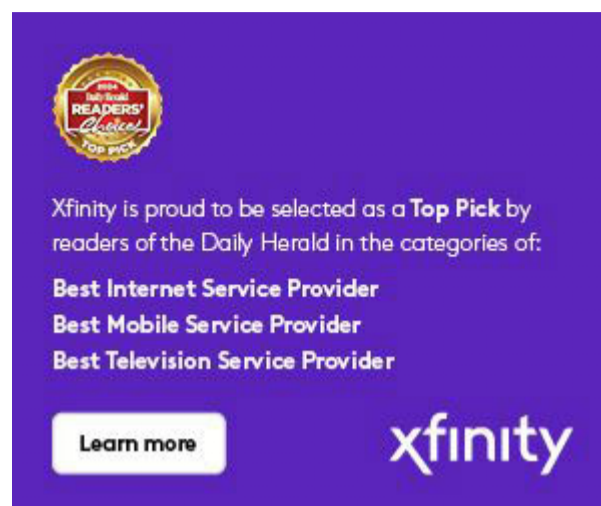 2024
Daily Herald
READERS'
Choice
TOP PICK
Xfinity is proud to be selected as a Top Pick by
readers of the Daily Herald in the categories of:
Best Internet Service Provider
Best Mobile Service Provider
Best Television Service Provider
Learn more
xfinity